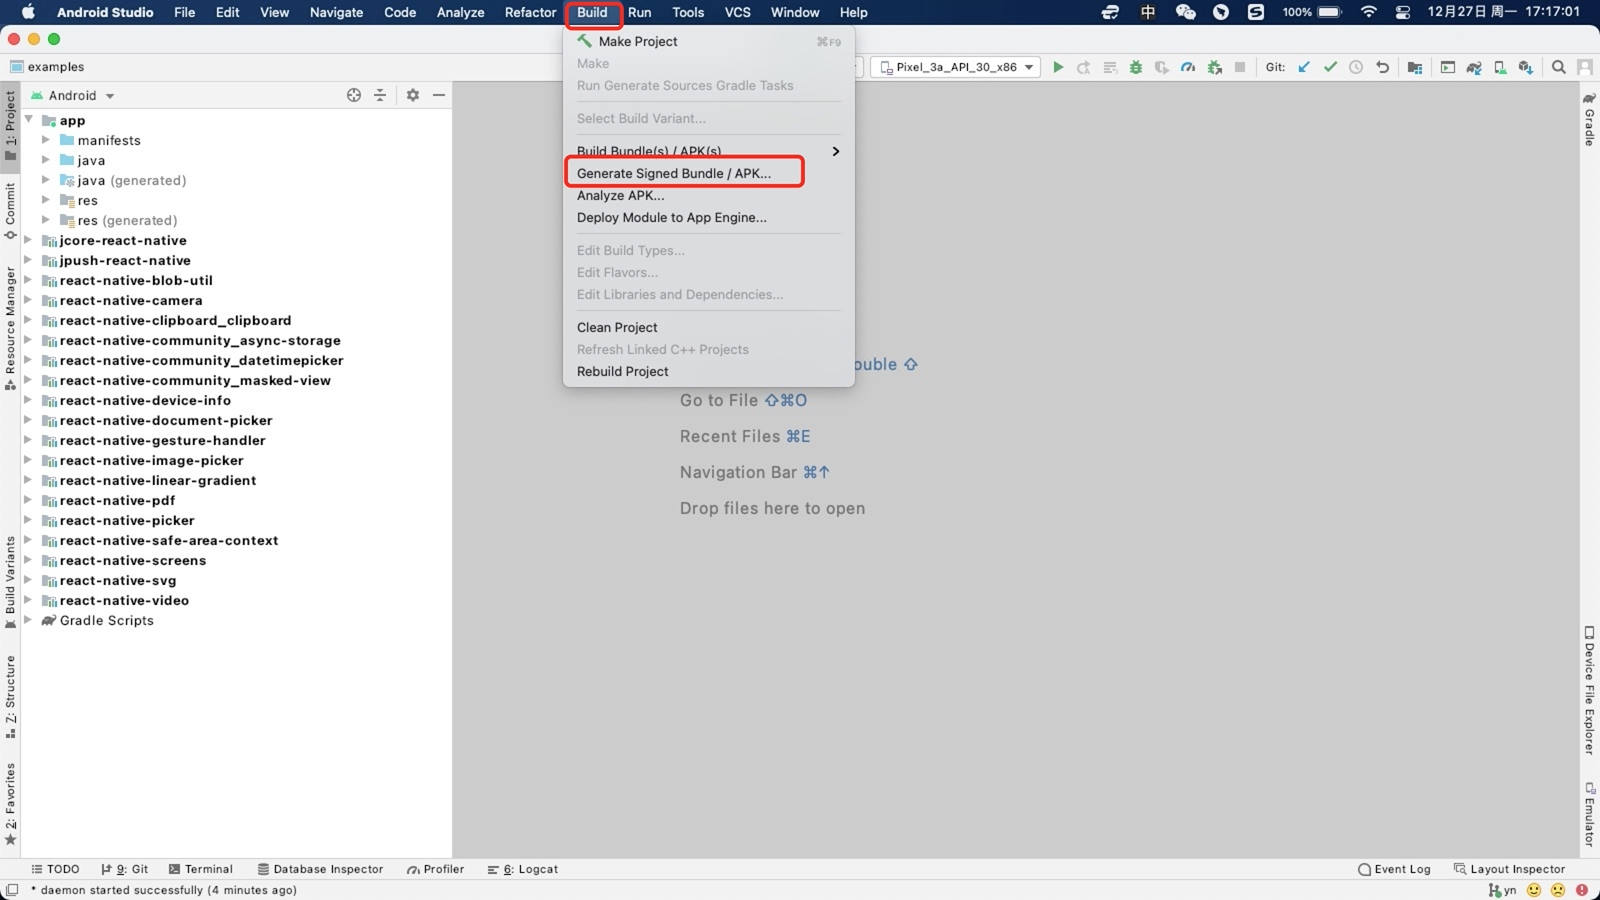 Android Studio File Edit View Navigate Code Analyze Refactor Build Run Tools VCS Window Help 中 100% 12月27日 周一 17:17:01
examples
Pixel_3a_API_30_x86 Git:
Android
1: Project
Commit
Resource Manager
Build Variants
Z: Structure
2: Favorites
app
manifests
java
java (generated)
res
res (generated)
jcore-react-native
jpush-react-native
react-native-blob-util
react-native-camera
react-native-clipboard_clipboard
react-native-community_async-storage
react-native-community_datetimepicker
react-native-community_masked-view
react-native-device-info
react-native-document-picker
react-native-gesture-handler
react-native-image-picker
react-native-linear-gradient
react-native-pdf
react-native-picker
react-native-safe-area-context
react-native-screens
react-native-svg
react-native-video
Gradle Scripts
Make Project ⌘F9
Make
Run Generate Sources Gradle Tasks
Select Build Variant...
Build Bundle(s) / APK(s)
Generate Signed Bundle / APK...
Analyze APK...
Deploy Module to App Engine...
Edit Build Types...
Edit Flavors...
Edit Libraries and Dependencies...
Clean Project
Refresh Linked C++ Projects
Rebuild Project
ouble ⇧
Go to File ⇧⌘O
Recent Files ⌘E
Navigation Bar ⌘↑
Drop files here to open
Gradle
Device File Explorer
Emulator
TODO 9: Git Terminal Database Inspector Profiler 6: Logcat Event Log Layout Inspector
* daemon started successfully (4 minutes ago) yn